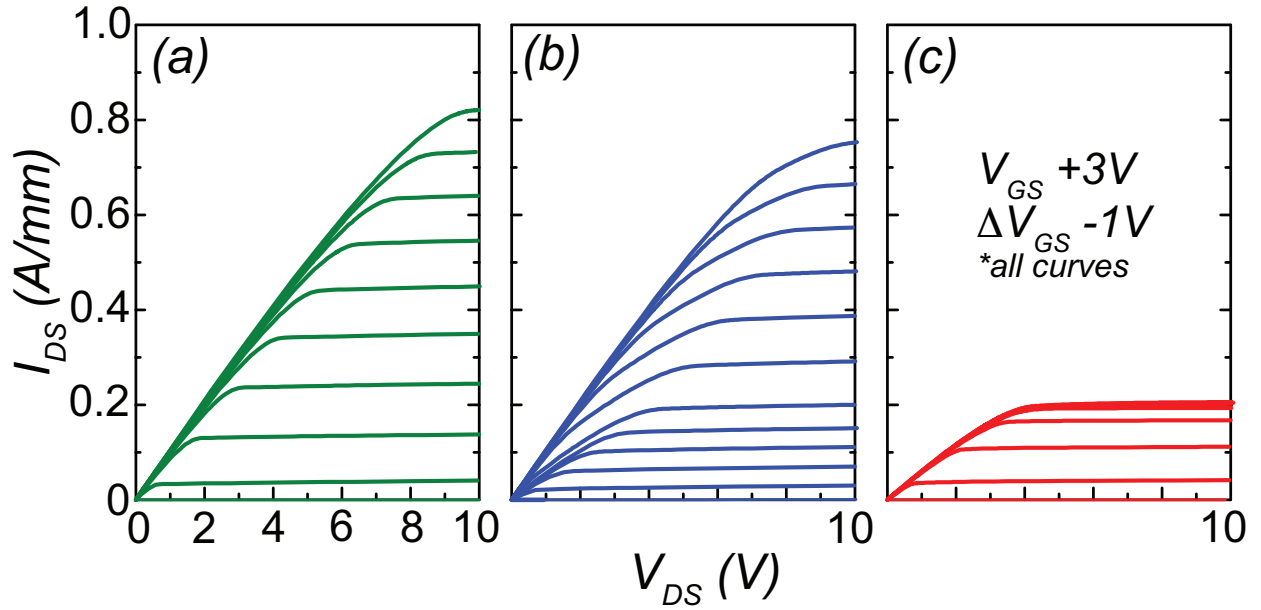 (a)
(b)
(c)
1.0
0.8
0.6
0.4
0.2
0
I_DS (A/mm)
V_GS +3V
ΔV_GS -1V
*all curves
0 2 4 6 8 10
10
10
V_DS (V)